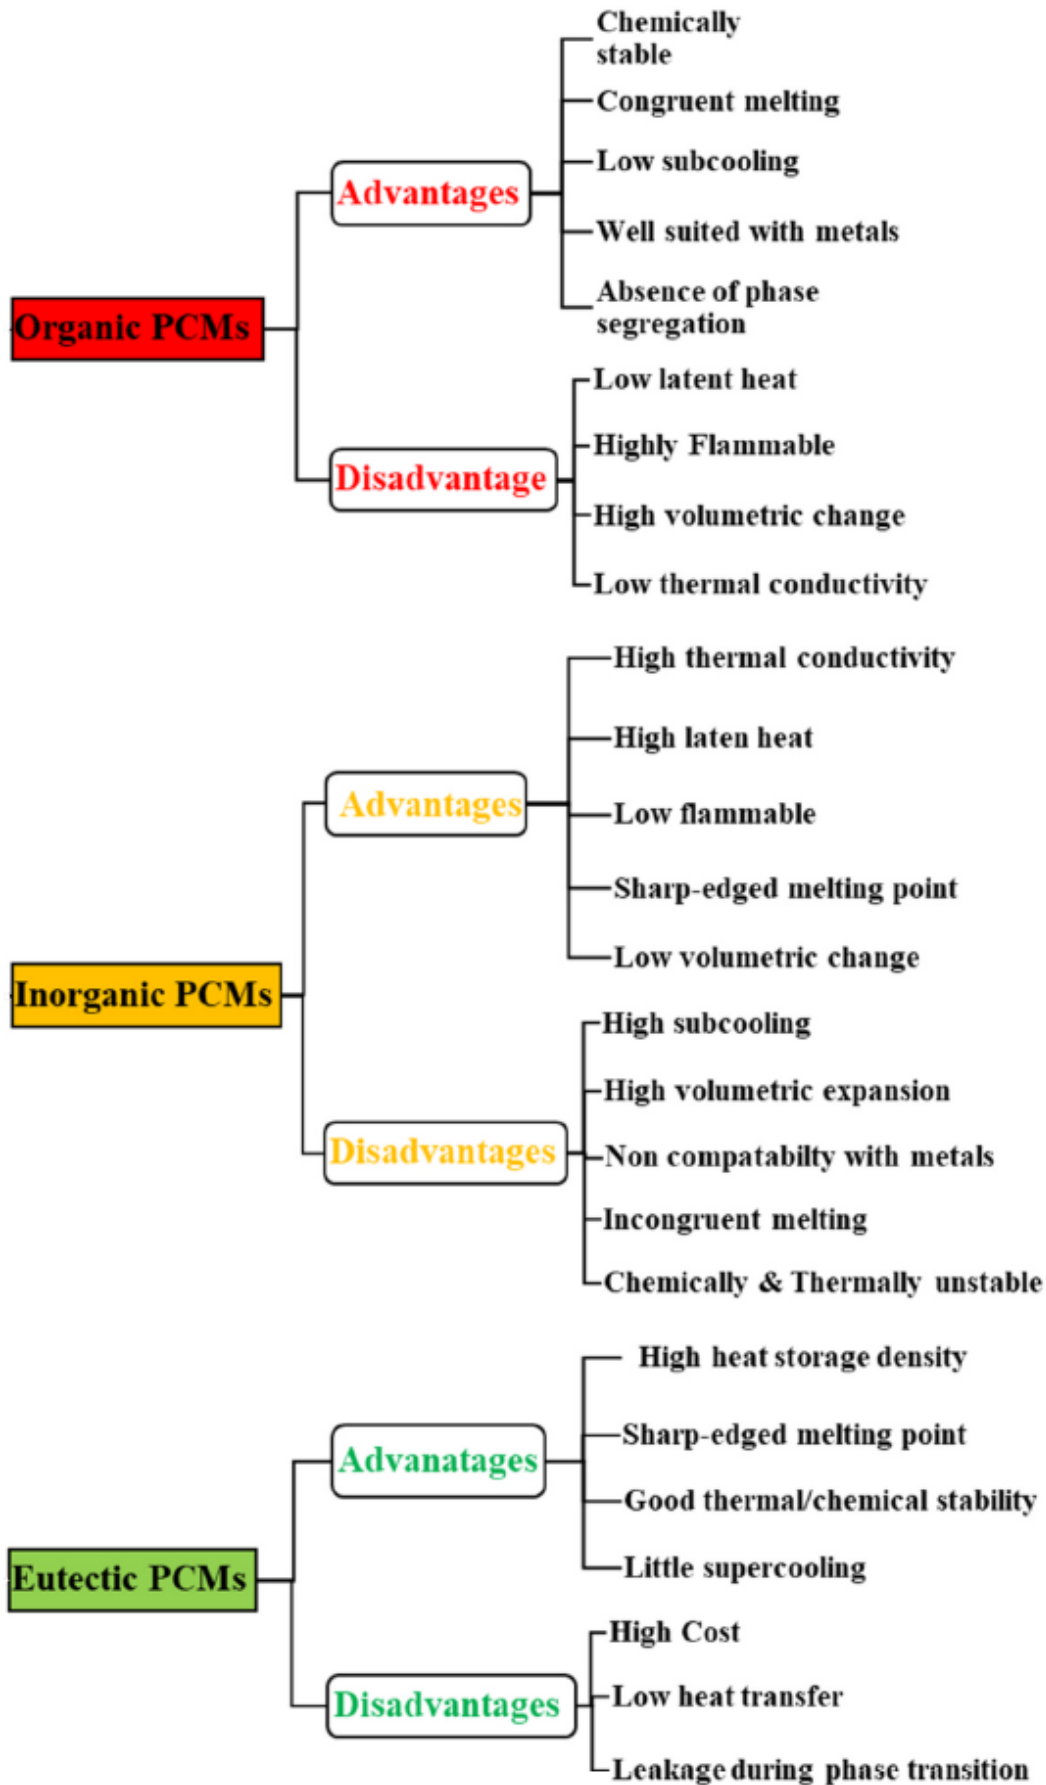 Organic PCMs
Advantages
Chemically
stable
Congruent melting
Low subcooling
Well suited with metals
Absence of phase
segregation
Disadvantage
Low latent heat
Highly Flammable
High volumetric change
Low thermal conductivity
Inorganic PCMs
Advantages
High thermal conductivity
High laten heat
Low flammable
Sharp-edged melting point
Low volumetric change
Disadvantages
High subcooling
High volumetric expansion
Non compatabilty with metals
Incongruent melting
Chemically & Thermally unstable
Eutectic PCMs
Advanatages
High heat storage density
Sharp-edged melting point
Good thermal/chemical stability
Little supercooling
Disadvantages
High Cost
Low heat transfer
Leakage during phase transition